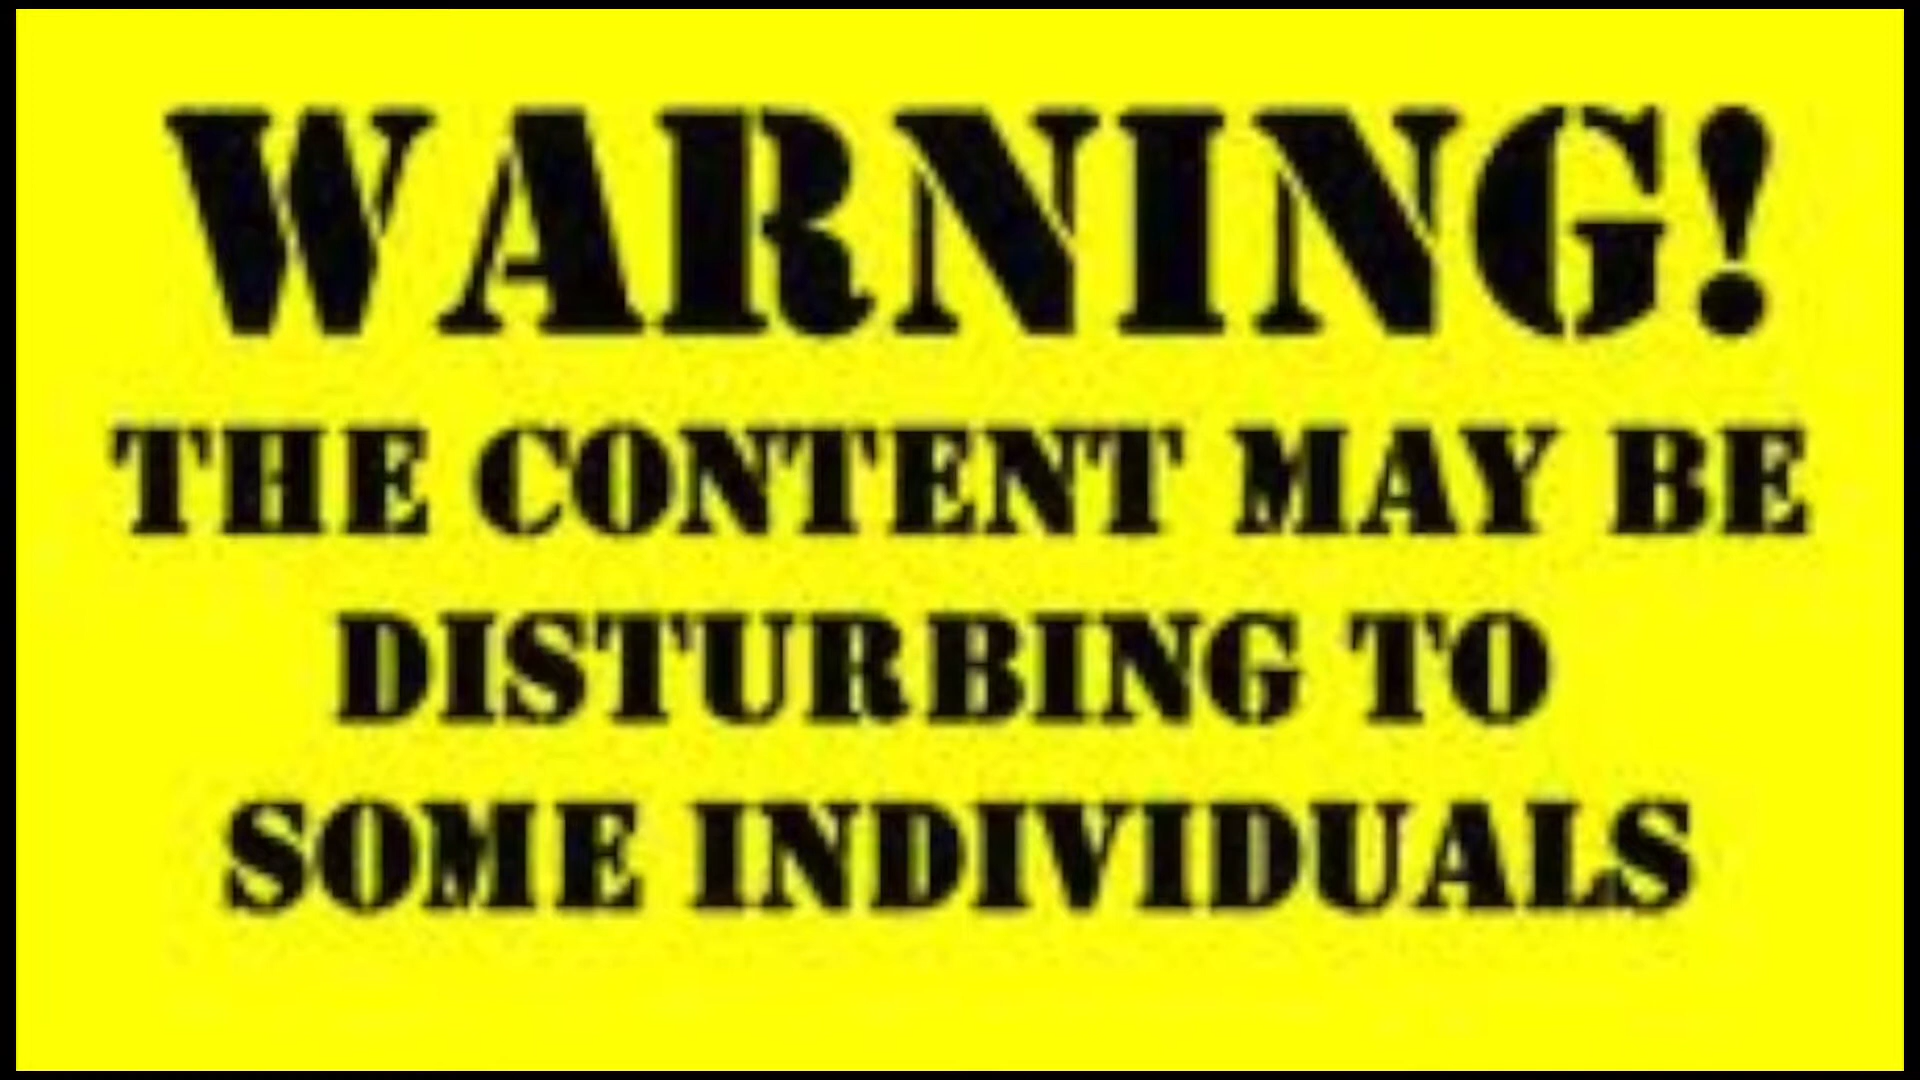 WARNING!
THE CONTENT MAY BE
DISTURBING TO
SOME INDIVIDUALS